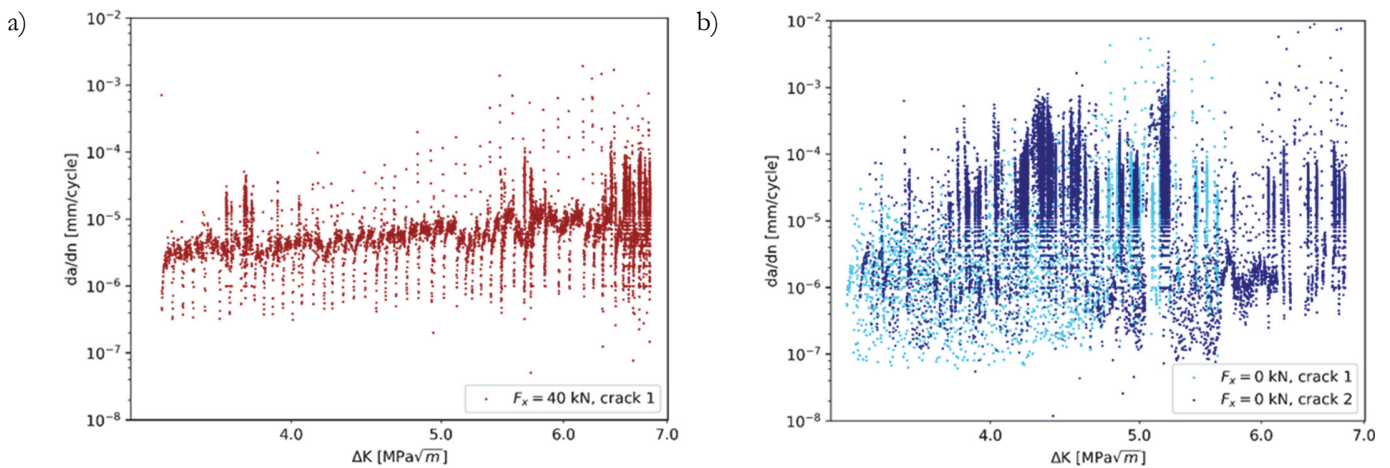 a)
10⁻²
10⁻³
10⁻⁴
10⁻⁵
10⁻⁶
10⁻⁷
10⁻⁸
da/dn [mm/cycle]
Fₓ = 40 kN, crack 1
4.0 5.0 6.0 7.0
ΔK [MPa√m]
b)
10⁻²
10⁻³
10⁻⁴
10⁻⁵
10⁻⁶
10⁻⁷
10⁻⁸
da/dn [mm/cycle]
Fₓ = 0 kN, crack 1
Fₓ = 0 kN, crack 2
4.0 5.0 6.0 7.0
ΔK [MPa√m]